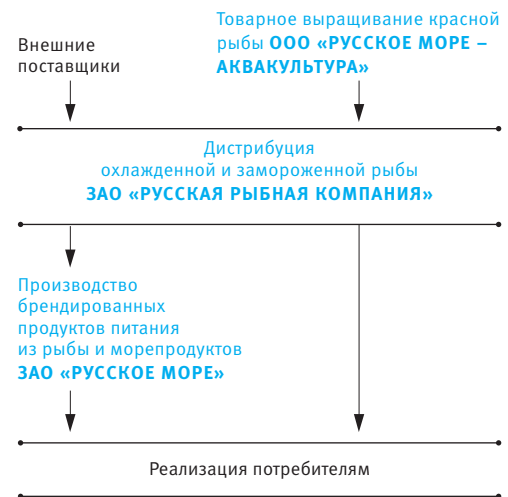 Внешние
поставщики
Товарное выращивание красной
рыбы ООО «РУССКОЕ МОРЕ –
АКВАКУЛЬТУРА»
Дистрибуция
охлажденной и замороженной рыбы
ЗАО «РУССКАЯ РЫБНАЯ КОМПАНИЯ»
Производство
брендированных
продуктов питания
из рыбы и морепродуктов
ЗАО «РУССКОЕ МОРЕ»
Реализация потребителям